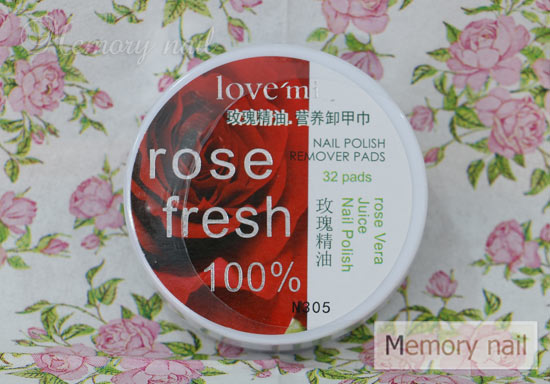 Memory nail
love mi
玫瑰精油.营养卸甲巾
NAIL POLISH
REMOVER PADS
32 pads
rose
fresh
100%
rose Vera
Juice
Nail Polish
玫瑰精油
N305
Memory nail